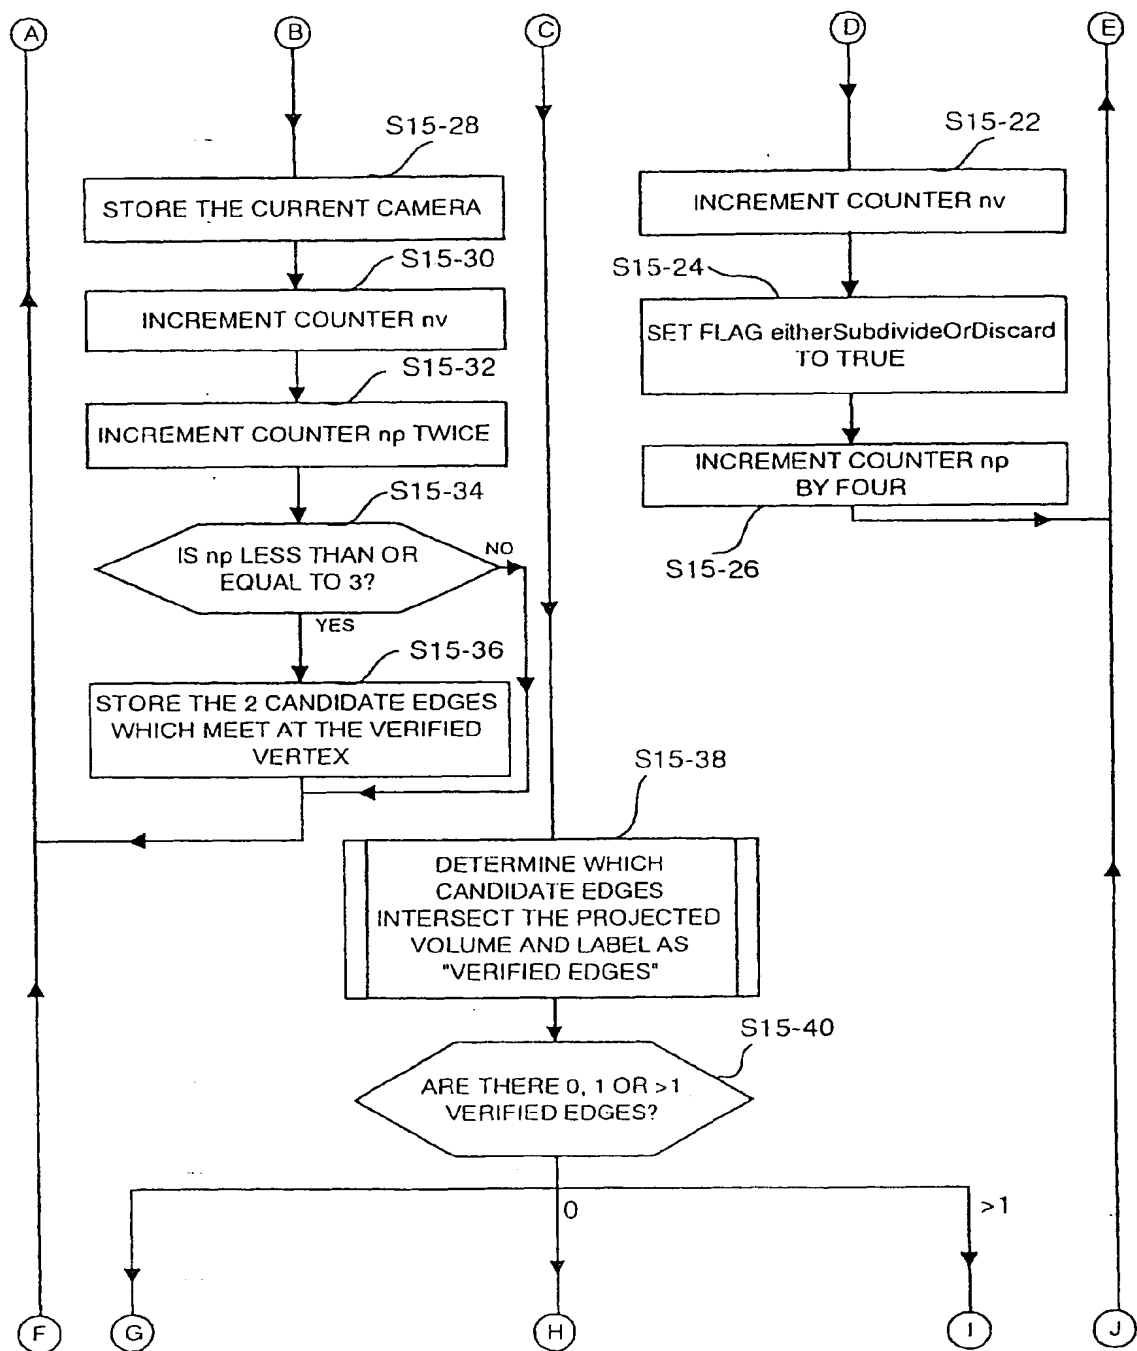 A
B
C
D
E
S15-28
STORE THE CURRENT CAMERA
S15-30
INCREMENT COUNTER nv
S15-32
INCREMENT COUNTER np TWICE
S15-34
IS np LESS THAN OR
EQUAL TO 3?
NO
YES
S15-36
STORE THE 2 CANDIDATE EDGES
WHICH MEET AT THE VERIFIED
VERTEX
S15-22
INCREMENT COUNTER nv
S15-24
SET FLAG eitherSubdivideOrDiscard
TO TRUE
INCREMENT COUNTER np
BY FOUR
S15-26
S15-38
DETERMINE WHICH
CANDIDATE EDGES
INTERSECT THE PROJECTED
VOLUME AND LABEL AS
"VERIFIED EDGES"
S15-40
ARE THERE 0, 1 OR >1
VERIFIED EDGES?
0
>1
F
G
H
I
J